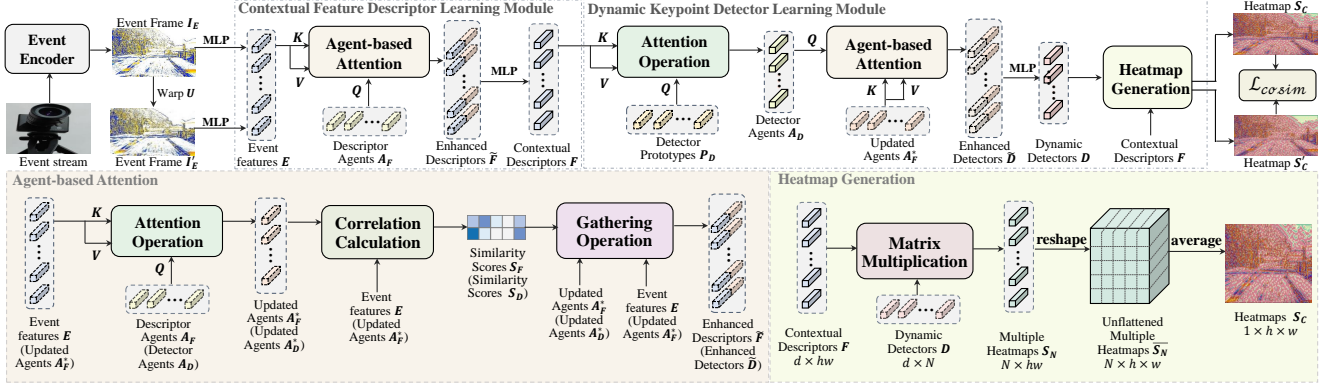 Contextual Feature Descriptor Learning Module
Dynamic Keypoint Detector Learning Module
Event
Encoder
Event stream
Event Frame I_E
Warp U
Event Frame I'_E
MLP
MLP
Event
features E
K
V
Agent-based
Attention
Q
Descriptor
Agents A_F
Enhanced
Descriptors F̃
MLP
Contextual
Descriptors F
K
V
Attention
Operation
Q
Detector
Prototypes P_D
Detector
Agents A_D
Q
Agent-based
Attention
K
V
Updated
Agents A*_F
Enhanced
Detectors D̃
MLP
Dynamic
Detectors D
Heatmap
Generation
Contextual
Descriptors F
Heatmap S_C
ℒ_cosim
Heatmap S'_C
Agent-based Attention
Event
features E
(Updated
Agents A*_F)
K
V
Attention
Operation
Q
Descriptor
Agents A_F
(Detector
Agents A_D)
Updated
Agents A*_F
(Updated
Agents A*_D)
Correlation
Calculation
Event
features E
(Updated
Agents A*_F)
Similarity
Scores S_F
(Similarity
Scores S_D)
Gathering
Operation
Updated
Agents A*_F
(Updated
Agents A*_D)
Event
features E
(Updated
Agents A*_F)
Enhanced
Descriptors F̃
(Enhanced
Detectors D̃)
Heatmap Generation
Contextual
Descriptors F
d × hw
Matrix
Multiplication
Dynamic
Detectors D
d × N
Multiple
Heatmaps S_N
N × hw
reshape
Unflattened
Multiple
Heatmaps S̅_N
N × h × w
average
Heatmaps S_C
1 × h × w